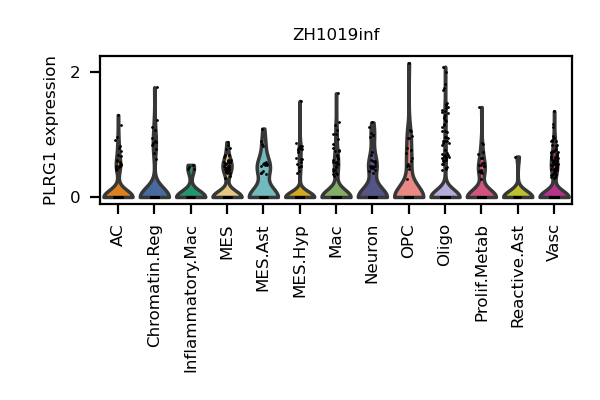 ZH1019inf
PLRG1 expression
2
0
AC
Chromatin.Reg
Inflammatory.Mac
MES
MES.Ast
MES.Hyp
Mac
Neuron
OPC
Oligo
Prolif.Metab
Reactive.Ast
Vasc